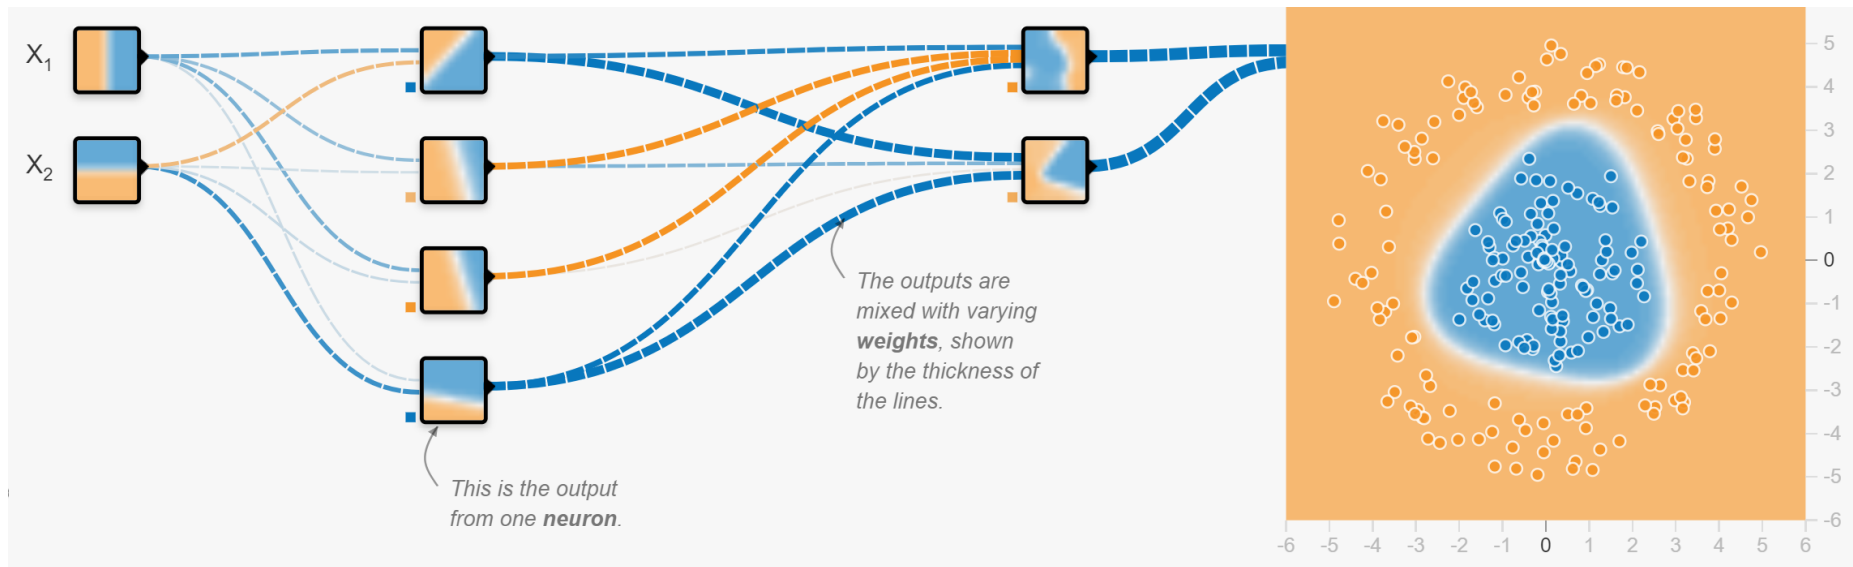 X1
X2
The outputs are
mixed with varying
weights, shown
by the thickness of
the lines.
This is the output
from one neuron.
5
4
3
2
1
0
-1
-2
-3
-4
-5
-6
-6 -5 -4 -3 -2 -1 0 1 2 3 4 5 6